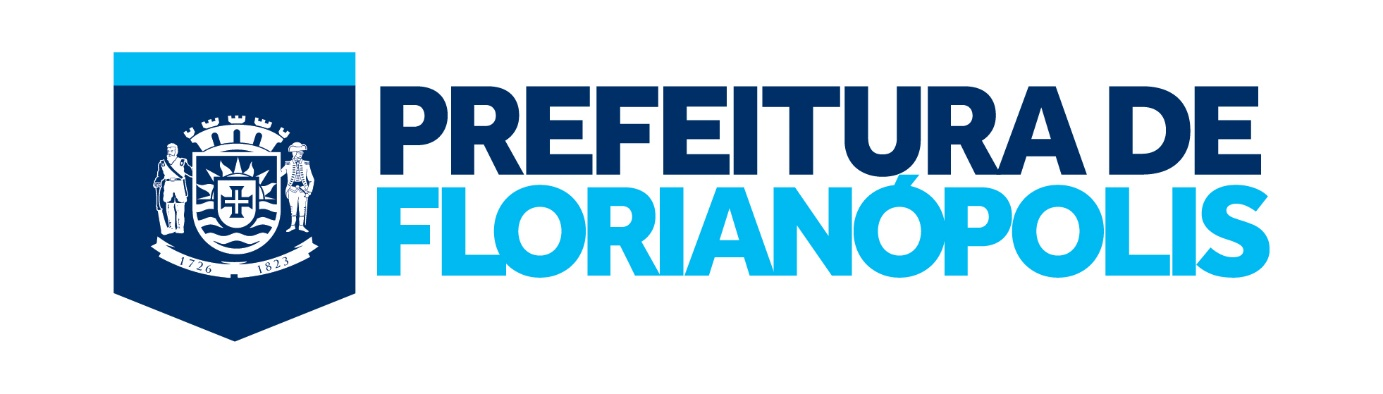 PREFEITURA DE
FLORIANÓPOLIS
1726 1823